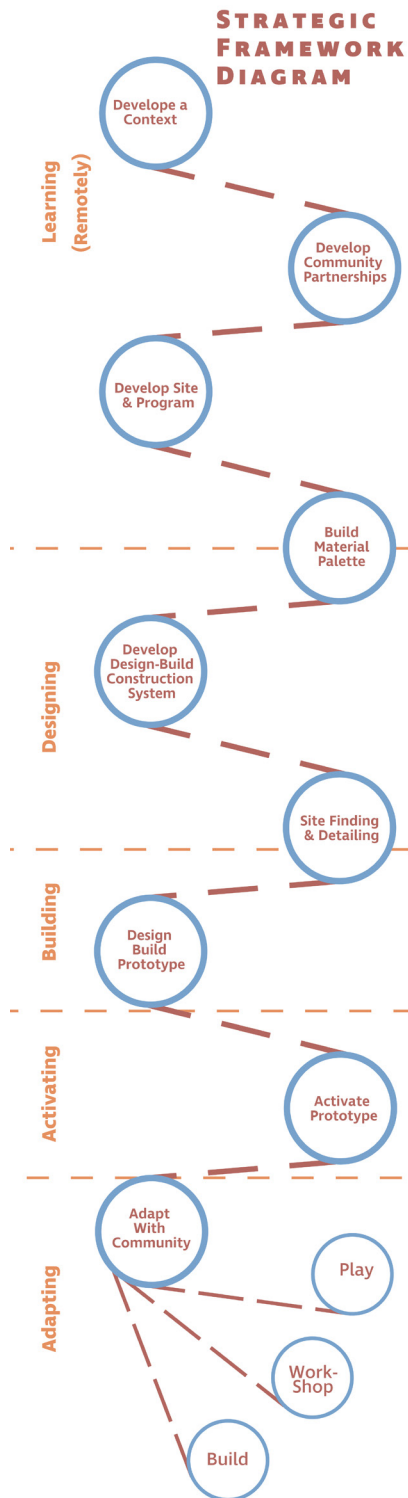 STRATEGIC
FRAMEWORK
DIAGRAM
Learning
(Remotely)
Develope a
Context
Develop
Community
Partnerships
Develop Site
& Program
Build
Material
Palette
Designing
Develop
Design-Build
Construction
System
Site Finding
& Detailing
Building
Design
Build
Prototype
Activating
Activate
Prototype
Adapting
Adapt
With
Community
Play
Work-
Shop
Build